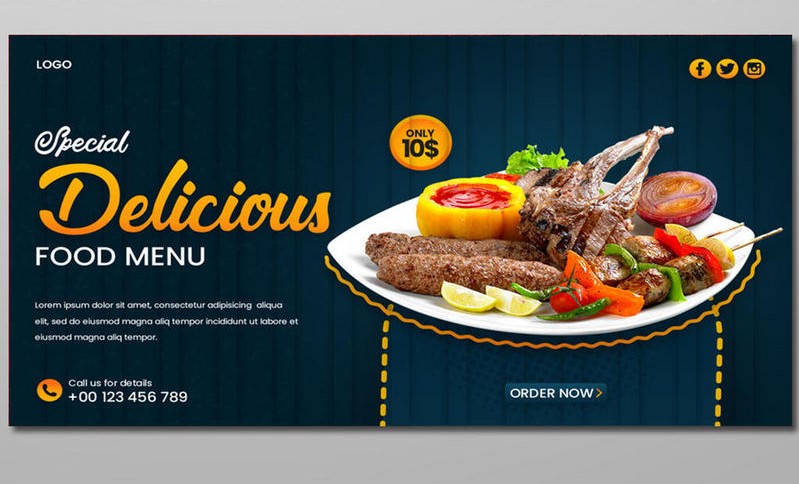 LOGO
Special
Delicious
FOOD MENU
ONLY
10$
Lorem ipsum dolor sit amet, consectetur adipisicing aliqua
elit, sed do eiusmod magna aliq tempor incididunt ut labore et
eiusmod magna aliq tempor.
Call us for details
+00 123 456 789
ORDER NOW >